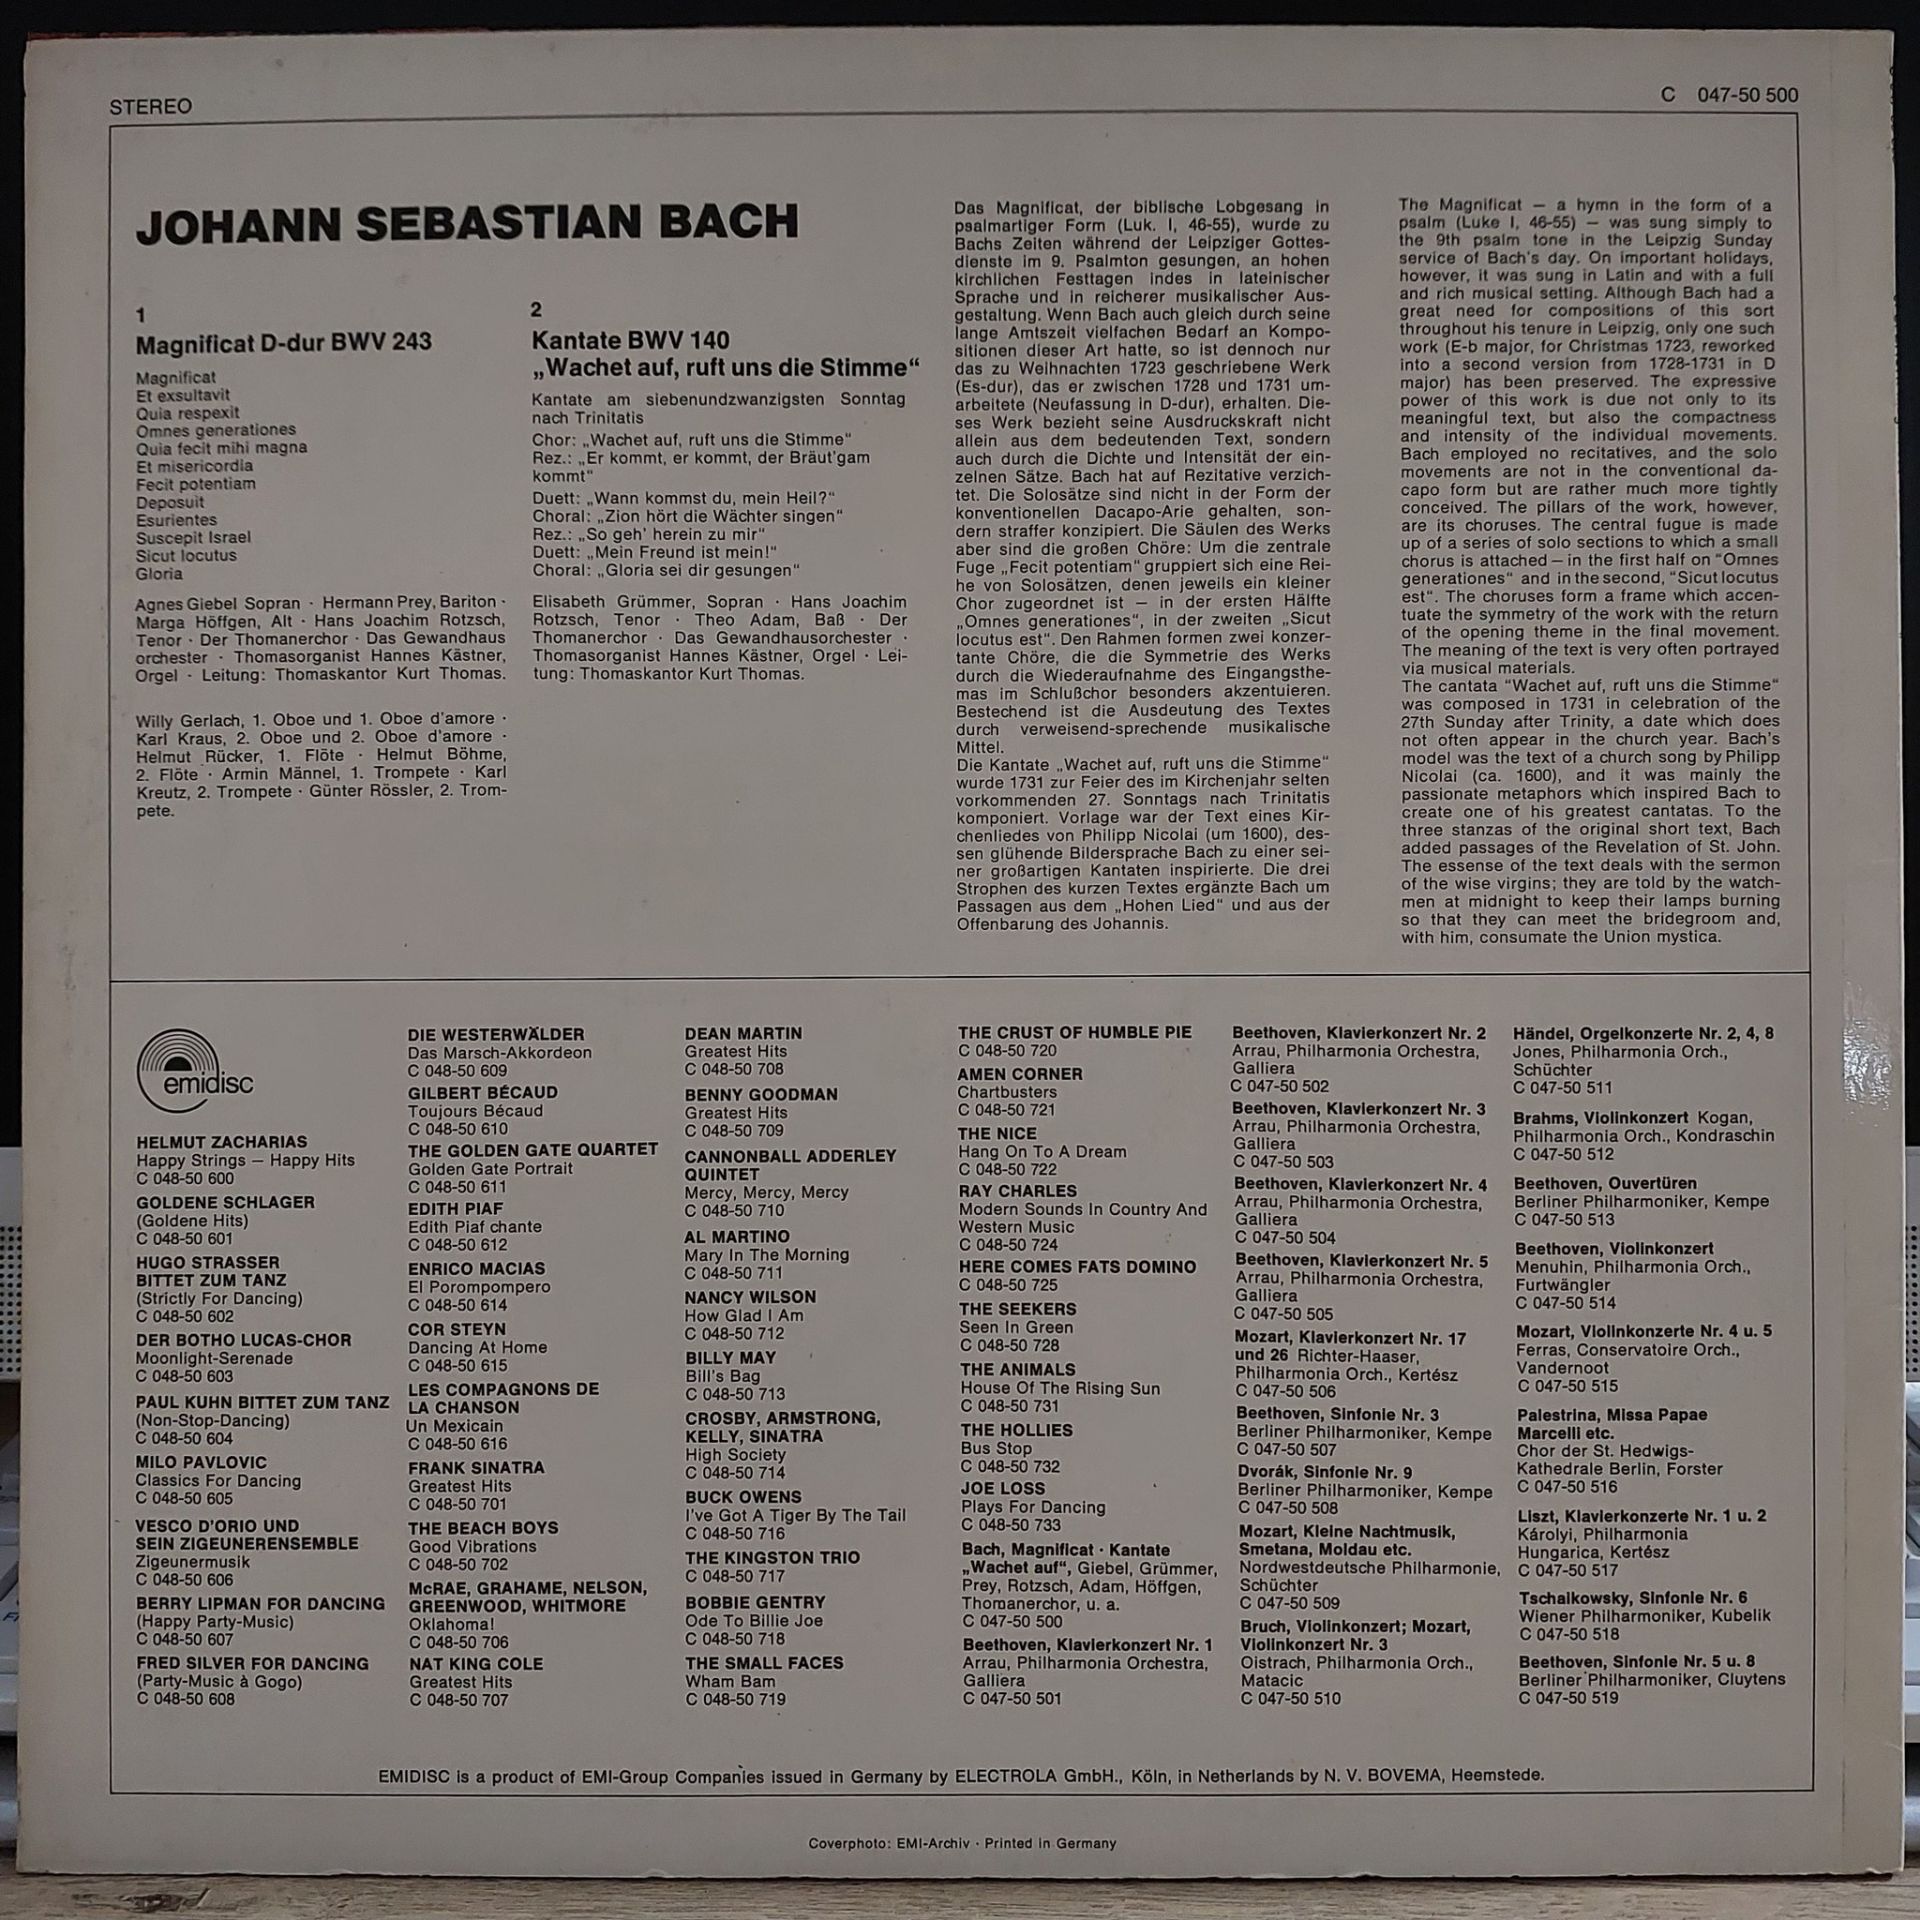 STEREO
C 047-50 500
JOHANN SEBASTIAN BACH
1
Magnificat D-dur BWV 243
Magnificat
Et exsultavit
Quia respexit
Omnes generationes
Quia fecit mihi magna
Et misericordia
Fecit potentiam
Deposuit
Esurientes
Suscepit Israel
Sicut locutus
Gloria
Agnes Giebel Sopran · Hermann Prey, Bariton ·
Marga Höffgen, Alt · Hans Joachim Rotzsch,
Tenor · Der Thomanerchor · Das Gewandhaus
orchester · Thomasorganist Hannes Kästner,
Orgel · Leitung: Thomaskantor Kurt Thomas.
Willy Gerlach, 1. Oboe und 1. Oboe d'amore ·
Karl Kraus, 2. Oboe und 2. Oboe d'amore ·
Helmut Rücker, 1. Flöte · Helmut Böhme,
2. Flöte · Armin Männel, 1. Trompete · Karl
Kreutz, 2. Trompete · Günter Rössler, 2. Trom-
pete.
2
Kantate BWV 140
„Wachet auf, ruft uns die Stimme“
Kantate am siebenundzwanzigsten Sonntag
nach Trinitatis
Chor: „Wachet auf, ruft uns die Stimme“
Rez.: „Er kommt, er kommt, der Bräut'gam
kommt“
Duett: „Wann kommst du, mein Heil?“
Choral: „Zion hört die Wächter singen“
Rez.: „So geh' herein zu mir“
Duett: „Mein Freund ist mein!“
Choral: „Gloria sei dir gesungen“
Elisabeth Grümmer, Sopran · Hans Joachim
Rotzsch, Tenor · Theo Adam, Baß · Der
Thomanerchor · Das Gewandhausorchester ·
Thomasorganist Hannes Kästner, Orgel · Lei-
tung: Thomaskantor Kurt Thomas.
Das Magnificat, der biblische Lobgesang in
psalmartiger Form (Luk. I, 46-55), wurde zu
Bachs Zeiten während der Leipziger Gottes-
dienste im 9. Psalmton gesungen, an hohen
kirchlichen Festtagen indes in lateinischer
Sprache und in reicherer musikalischer Aus-
gestaltung. Wenn Bach auch gleich durch seine
lange Amtszeit vielfachen Bedarf an Kompo-
sitionen dieser Art hatte, so ist dennoch nur
das zu Weihnachten 1723 geschriebene Werk
(Es-dur), das er zwischen 1728 und 1731 um-
arbeitete (Neufassung in D-dur), erhalten. Die-
ses Werk bezieht seine Ausdruckskraft nicht
allein aus dem bedeutenden Text, sondern
auch durch die Dichte und Intensität der ein-
zelnen Sätze. Bach hat auf Rezitative verzich-
tet. Die Solosätze sind nicht in der Form der
konventionellen Dacapo-Arie gehalten, son-
dern straffer konzipiert. Die Säulen des Werks
aber sind die großen Chöre: Um die zentrale
Fuge „Fecit potentiam“ gruppiert sich eine Rei-
he von Solosätzen, denen jeweils ein kleiner
Chor zugeordnet ist — in der ersten Hälfte
„Omnes generationes“, in der zweiten „Sicut
locutus est“. Den Rahmen formen zwei konzer-
tante Chöre, die die Symmetrie des Werks
durch die Wiederaufnahme des Eingangsthe-
mas im Schlußchor besonders akzentuieren.
Bestechend ist die Ausdeutung des Textes
durch verweisend-sprechende musikalische
Mittel.
Die Kantate „Wachet auf, ruft uns die Stimme“
wurde 1731 zur Feier des im Kirchenjahr selten
vorkommenden 27. Sonntags nach Trinitatis
komponiert. Vorlage war der Text eines Kir-
chenliedes von Philipp Nicolai (um 1600), des-
sen glühende Bildersprache Bach zu einer sei-
ner großartigen Kantaten inspirierte. Die drei
Strophen des kurzen Textes ergänzte Bach um
Passagen aus dem „Hohen Lied“ und aus der
Offenbarung des Johannis.
The Magnificat — a hymn in the form of a
psalm (Luke I, 46-55) — was sung simply to
the 9th psalm tone in the Leipzig Sunday
service of Bach's day. On important holidays,
however, it was sung in Latin and with a full
and rich musical setting. Although Bach had a
great need for compositions of this sort
throughout his tenure in Leipzig, only one such
work (E-b major, for Christmas 1723, reworked
into a second version from 1728-1731 in D
major) has been preserved. The expressive
power of this work is due not only to its
meaningful text, but also the compactness
and intensity of the individual movements.
Bach employed no recitatives, and the solo
movements are not in the conventional da-
capo form but are rather much more tightly
conceived. The pillars of the work, however,
are its choruses. The central fugue is made
up of a series of solo sections to which a small
chorus is attached — in the first half on “Omnes
generationes“ and in the second, “Sicut locutus
est“. The choruses form a frame which accen-
tuate the symmetry of the work with the return
of the opening theme in the final movement.
The meaning of the text is very often portrayed
via musical materials.
The cantata “Wachet auf, ruft uns die Stimme“
was composed in 1731 in celebration of the
27th Sunday after Trinity, a date which does
not often appear in the church year. Bach's
model was the text of a church song by Philipp
Nicolai (ca. 1600), and it was mainly the
passionate metaphors which inspired Bach to
create one of his greatest cantatas. To the
three stanzas of the original short text, Bach
added passages of the Revelation of St. John.
The essense of the text deals with the sermon
of the wise virgins; they are told by the watch-
men at midnight to keep their lamps burning
so that they can meet the bridegroom and,
with him, consumate the Union mystica.
emidisc
HELMUT ZACHARIAS
Happy Strings — Happy Hits
C 048-50 600
GOLDENE SCHLAGER
(Goldene Hits)
C 048-50 601
HUGO STRASSER
BITTET ZUM TANZ
(Strictly For Dancing)
C 048-50 602
DER BOTHO LUCAS-CHOR
Moonlight-Serenade
C 048-50 603
PAUL KUHN BITTET ZUM TANZ
(Non-Stop-Dancing)
C 048-50 604
MILO PAVLOVIC
Classics For Dancing
C 048-50 605
VESCO D'ORIO UND
SEIN ZIGEUNERENSEMBLE
Zigeunermusik
C 048-50 606
BERRY LIPMAN FOR DANCING
(Happy Party-Music)
C 048-50 607
FRED SILVER FOR DANCING
(Party-Music à Gogo)
C 048-50 608
DIE WESTERWÄLDER
Das Marsch-Akkordeon
C 048-50 609
GILBERT BÉCAUD
Toujours Bécaud
C 048-50 610
THE GOLDEN GATE QUARTET
Golden Gate Portrait
C 048-50 611
EDITH PIAF
Edith Piaf chante
C 048-50 612
ENRICO MACIAS
El Porompompero
C 048-50 614
COR STEYN
Dancing At Home
C 048-50 615
LES COMPAGNONS DE
LA CHANSON
Un Mexicain
C 048-50 616
FRANK SINATRA
Greatest Hits
C 048-50 701
THE BEACH BOYS
Good Vibrations
C 048-50 702
McRAE, GRAHAME, NELSON,
GREENWOOD, WHITMORE
Oklahoma!
C 048-50 706
NAT KING COLE
Greatest Hits
C 048-50 707
DEAN MARTIN
Greatest Hits
C 048-50 708
BENNY GOODMAN
Greatest Hits
C 048-50 709
CANNONBALL ADDERLEY
QUINTET
Mercy, Mercy, Mercy
C 048-50 710
AL MARTINO
Mary In The Morning
C 048-50 711
NANCY WILSON
How Glad I Am
C 048-50 712
BILLY MAY
Bill's Bag
C 048-50 713
CROSBY, ARMSTRONG,
KELLY, SINATRA
High Society
C 048-50 714
BUCK OWENS
I've Got A Tiger By The Tail
C 048-50 716
THE KINGSTON TRIO
C 048-50 717
BOBBIE GENTRY
Ode To Billie Joe
C 048-50 718
THE SMALL FACES
Wham Bam
C 048-50 719
THE CRUST OF HUMBLE PIE
C 048-50 720
AMEN CORNER
Chartbusters
C 048-50 721
THE NICE
Hang On To A Dream
C 048-50 722
RAY CHARLES
Modern Sounds In Country And
Western Music
C 048-50 724
HERE COMES FATS DOMINO
C 048-50 725
THE SEEKERS
Seen In Green
C 048-50 728
THE ANIMALS
House Of The Rising Sun
C 048-50 731
THE HOLLIES
Bus Stop
C 048-50 732
JOE LOSS
Plays For Dancing
C 048-50 733
Bach, Magnificat · Kantate
„Wachet auf“, Giebel, Grümmer,
Prey, Rotzsch, Adam, Höffgen,
Thomanerchor, u. a.
C 047-50 500
Beethoven, Klavierkonzert Nr. 1
Arrau, Philharmonia Orchestra,
Galliera
C 047-50 501
Beethoven, Klavierkonzert Nr. 2
Arrau, Philharmonia Orchestra,
Galliera
C 047-50 502
Beethoven, Klavierkonzert Nr. 3
Arrau, Philharmonia Orchestra,
Galliera
C 047-50 503
Beethoven, Klavierkonzert Nr. 4
Arrau, Philharmonia Orchestra,
Galliera
C 047-50 504
Beethoven, Klavierkonzert Nr. 5
Arrau, Philharmonia Orchestra,
Galliera
C 047-50 505
Mozart, Klavierkonzert Nr. 17
und 26 Richter-Haaser,
Philharmonia Orch., Kertész
C 047-50 506
Beethoven, Sinfonie Nr. 3
Berliner Philharmoniker, Kempe
C 047-50 507
Dvorák, Sinfonie Nr. 9
Berliner Philharmoniker, Kempe
C 047-50 508
Mozart, Kleine Nachtmusik,
Smetana, Moldau etc.
Nordwestdeutsche Philharmonie,
Schüchter
C 047-50 509
Bruch, Violinkonzert; Mozart,
Violinkonzert Nr. 3
Oistrach, Philharmonia Orch.,
Matacic
C 047-50 510
Händel, Orgelkonzerte Nr. 2, 4, 8
Jones, Philharmonia Orch.,
Schüchter
C 047-50 511
Brahms, Violinkonzert Kogan,
Philharmonia Orch., Kondraschin
C 047-50 512
Beethoven, Ouvertüren
Berliner Philharmoniker, Kempe
C 047-50 513
Beethoven, Violinkonzert
Menuhin, Philharmonia Orch.,
Furtwängler
C 047-50 514
Mozart, Violinkonzerte Nr. 4 u. 5
Ferras, Conservatoire Orch.,
Vandernoot
C 047-50 515
Palestrina, Missa Papae
Marcelli etc.
Chor der St. Hedwigs-
Kathedrale Berlin, Forster
C 047-50 516
Liszt, Klavierkonzerte Nr. 1 u. 2
Károlyi, Philharmonia
Hungarica, Kertész
C 047-50 517
Tschaikowsky, Sinfonie Nr. 6
Wiener Philharmoniker, Kubelik
C 047-50 518
Beethoven, Sinfonie Nr. 5 u. 8
Berliner Philharmoniker, Cluytens
C 047-50 519
EMIDISC is a product of EMI-Group Companies issued in Germany by ELECTROLA GmbH., Köln, in Netherlands by N. V. BOVEMA, Heemstede.
Coverphoto: EMI-Archiv · Printed in Germany